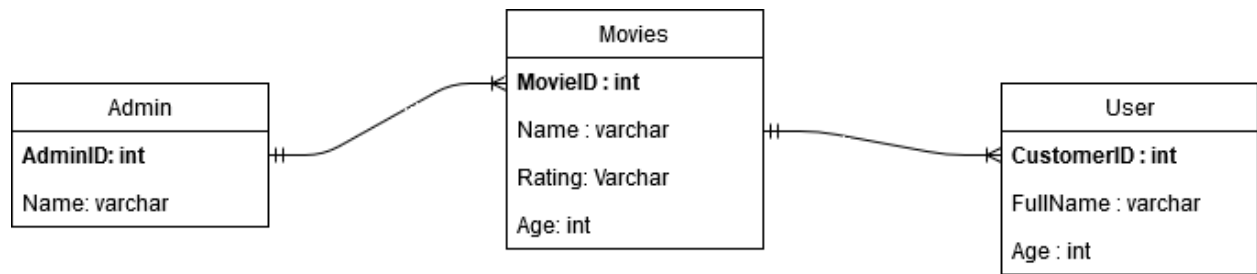 Admin
AdminID: int
Name: varchar
Movies
MovieID : int
Name : varchar
Rating: Varchar
Age: int
User
CustomerID : int
FullName : varchar
Age : int